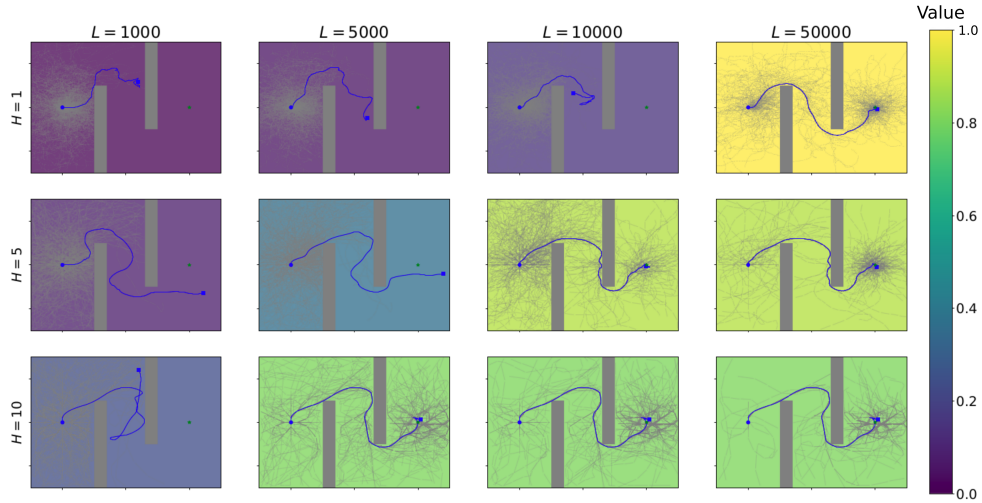 Value
L = 1000
L = 5000
L = 10000
L = 50000
1.0
H = 1
0.8
0.6
H = 5
0.4
0.2
H = 10
0.0